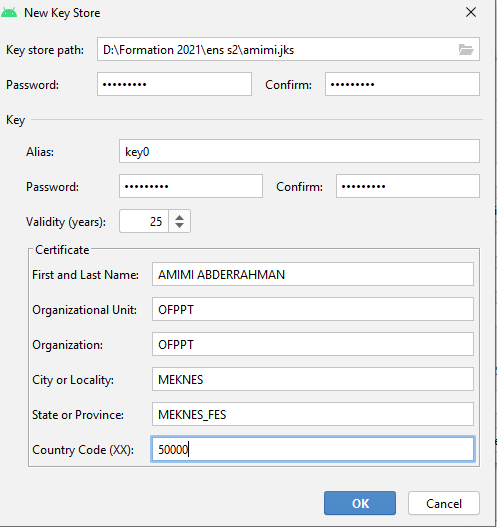 New Key Store
Key store path: D:\Formation 2021\ens s2\amimi.jks
Password: ••••••••• Confirm: •••••••••
Key
Alias: key0
Password: ••••••••• Confirm: •••••••••
Validity (years): 25
Certificate
First and Last Name: AMIMI ABDERRAHMAN
Organizational Unit: OFPPT
Organization: OFPPT
City or Locality: MEKNES
State or Province: MEKNES_FES
Country Code (XX): 50000
OK Cancel